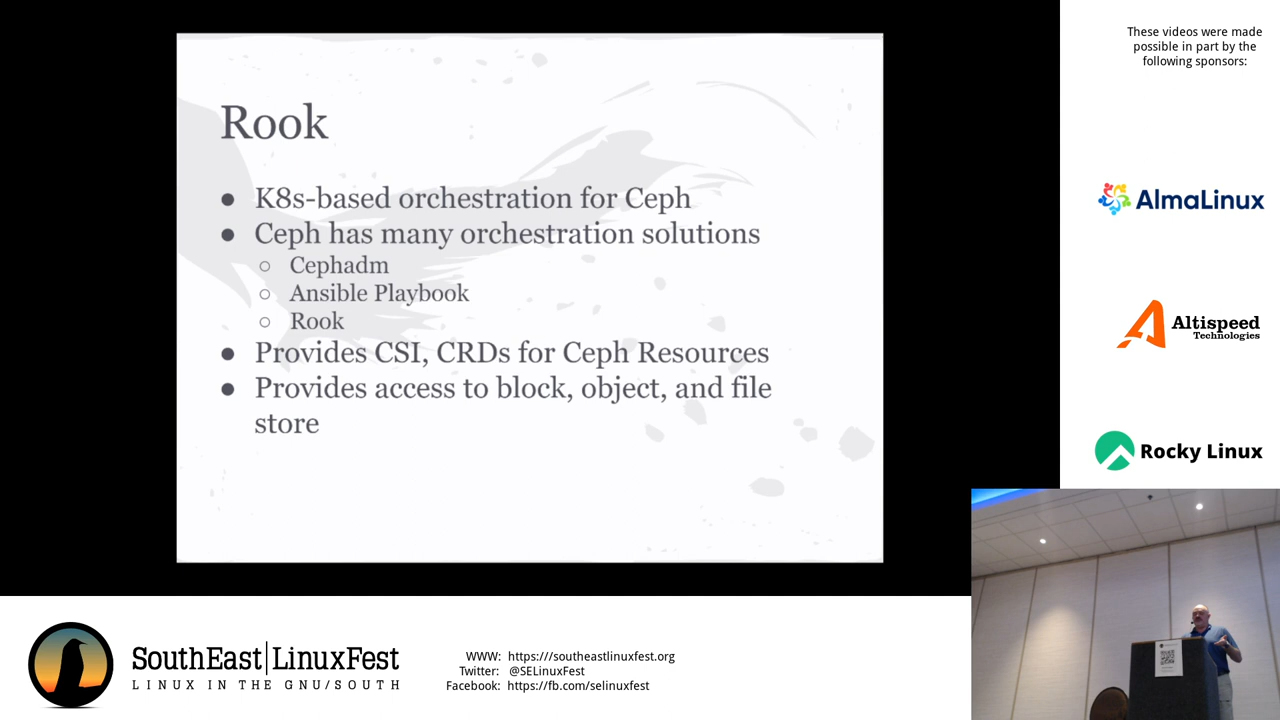 Rook
● K8s-based orchestration for Ceph
● Ceph has many orchestration solutions
○ Cephadm
○ Ansible Playbook
○ Rook
● Provides CSI, CRDs for Ceph Resources
● Provides access to block, object, and file
store
These videos were made
possible in part by the
following sponsors:
AlmaLinux
Altispeed
Technologies
Rocky Linux
SouthEast|LinuxFest
LINUX IN THE GNU/SOUTH
WWW: https://southeastlinuxfest.org
Twitter: @SELinuxFest
Facebook: https://fb.com/selinuxfest